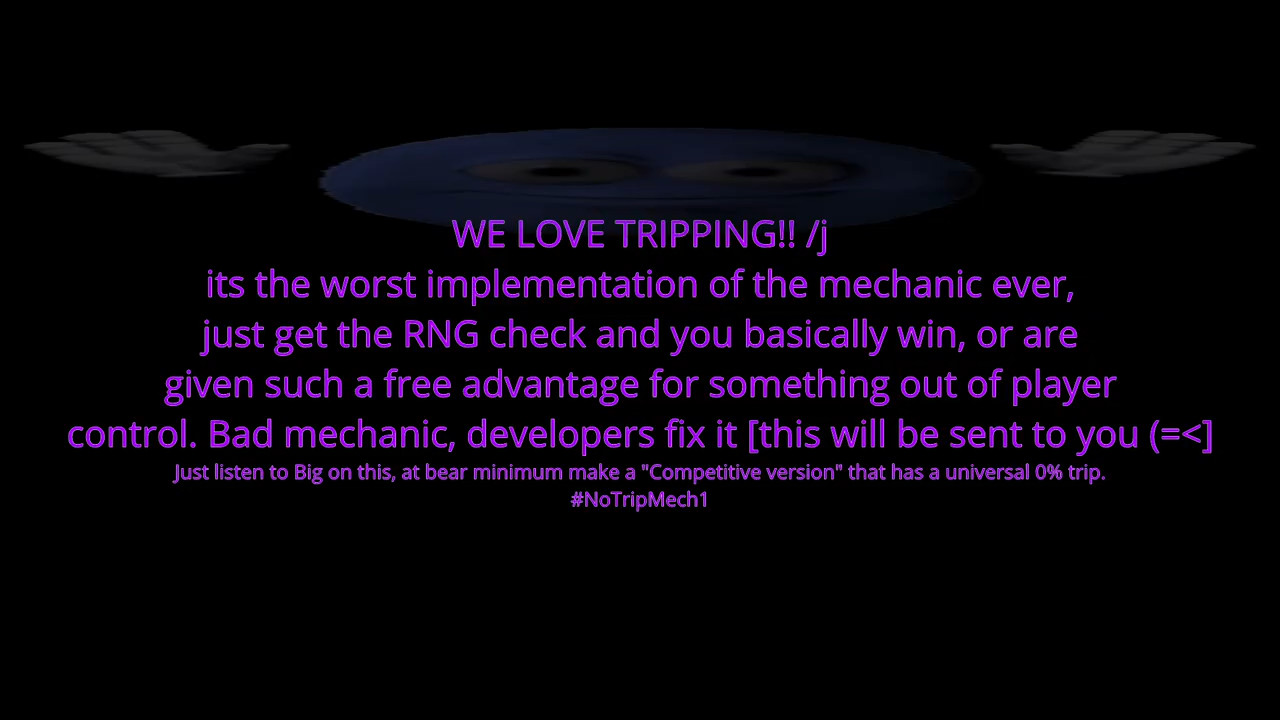 WE LOVE TRIPPING!! /j
its the worst implementation of the mechanic ever,
just get the RNG check and you basically win, or are
given such a free advantage for something out of player
control. Bad mechanic, developers fix it [this will be sent to you (=<]
Just listen to Big on this, at bear minimum make a "Competitive version" that has a universal 0% trip.
#NoTripMech1